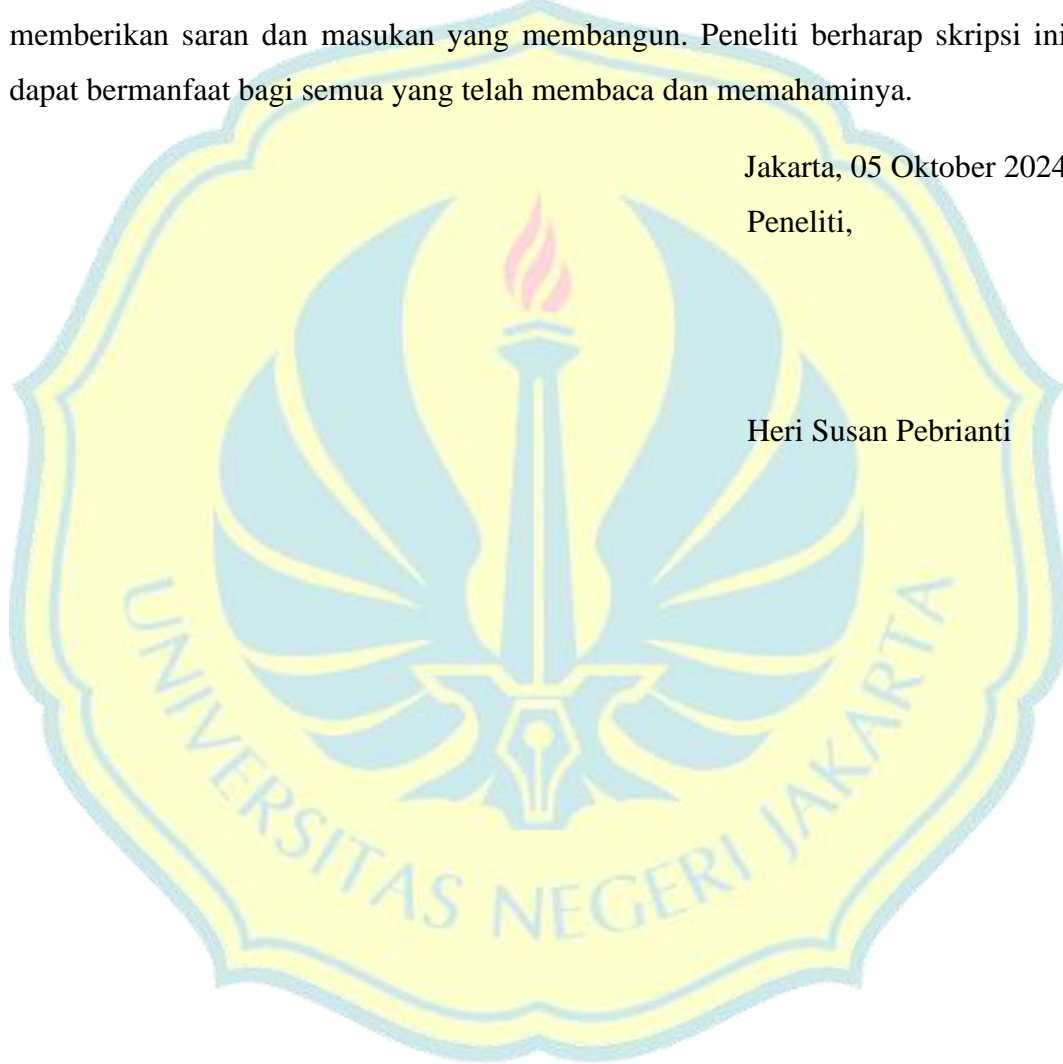 memberikan saran dan masukan yang membangun. Peneliti berharap skripsi ini
dapat bermanfaat bagi semua yang telah membaca dan memahaminya.
Jakarta, 05 Oktober 2024
Peneliti,
Heri Susan Pebrianti
UNIVERSITAS NEGERI JAKARTA